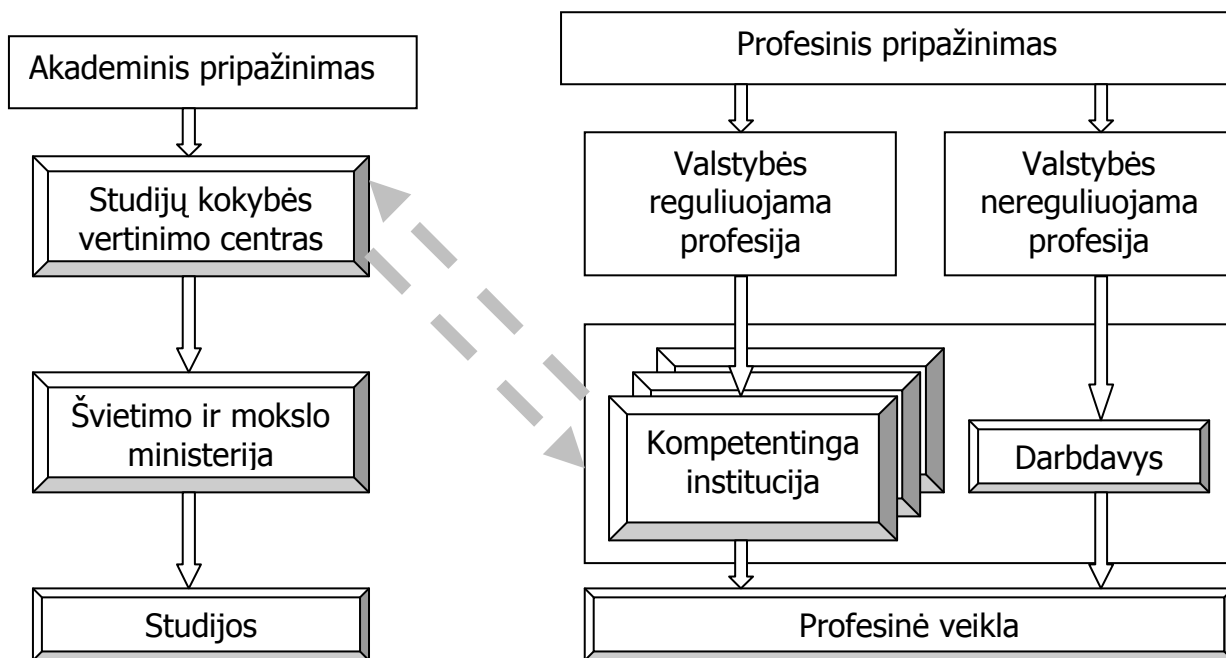 Akademinis pripažinimas
Studijų kokybės
vertinimo centras
Švietimo ir mokslo
ministerija
Studijos
Profesinis pripažinimas
Valstybės
reguliuojama
profesija
Valstybės
nereguliuojama
profesija
Kompetentinga
institucija
Darbdavys
Profesinė veikla